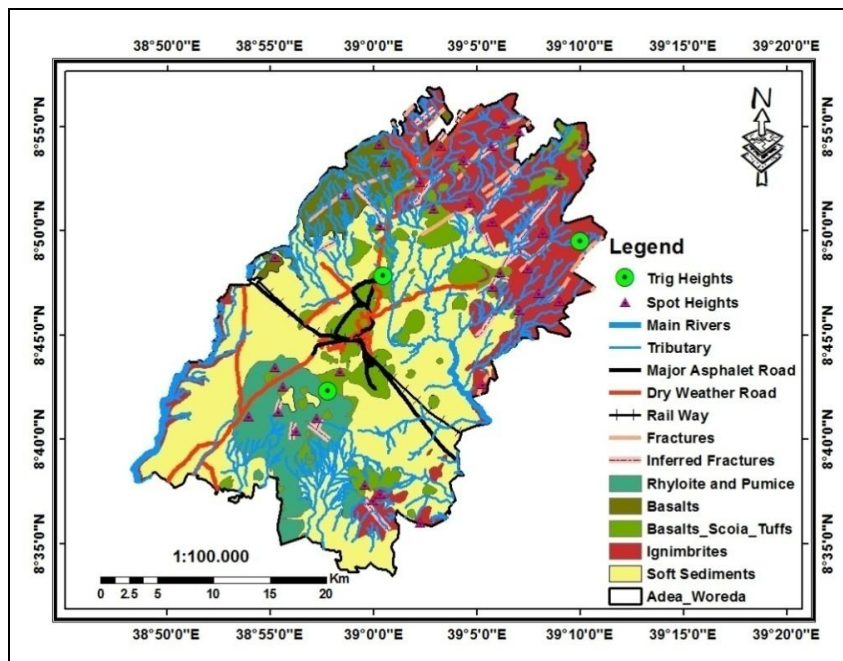 38°50'0"E 38°55'0"E 39°0'0"E 39°5'0"E 39°10'0"E 39°15'0"E 39°20'0"E
N
8°55'0"N 8°55'0"N
8°50'0"N 8°50'0"N
8°45'0"N 8°45'0"N
8°40'0"N 8°40'0"N
8°35'0"N 8°35'0"N
Legend
Trig Heights
Spot Heights
Main Rivers
Tributary
Major Asphalet Road
Dry Weather Road
Rail Way
Fractures
Inferred Fractures
Rhyloite and Pumice
Basalts
Basalts_Scoia_Tuffs
Ignimbrites
Soft Sediments
Adea_Woreda
1:100.000
Km
0 2.5 5 10 15 20
38°50'0"E 38°55'0"E 39°0'0"E 39°5'0"E 39°10'0"E 39°15'0"E 39°20'0"E